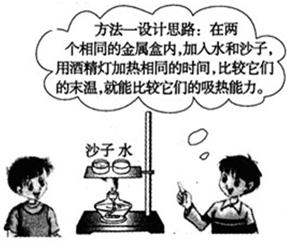 方法一设计思路：在两
个相同的金属盒内，加入水和沙子，
用酒精灯加热相同的时间，比较它们
的末温，就能比较它们的吸热能力。
沙子 水